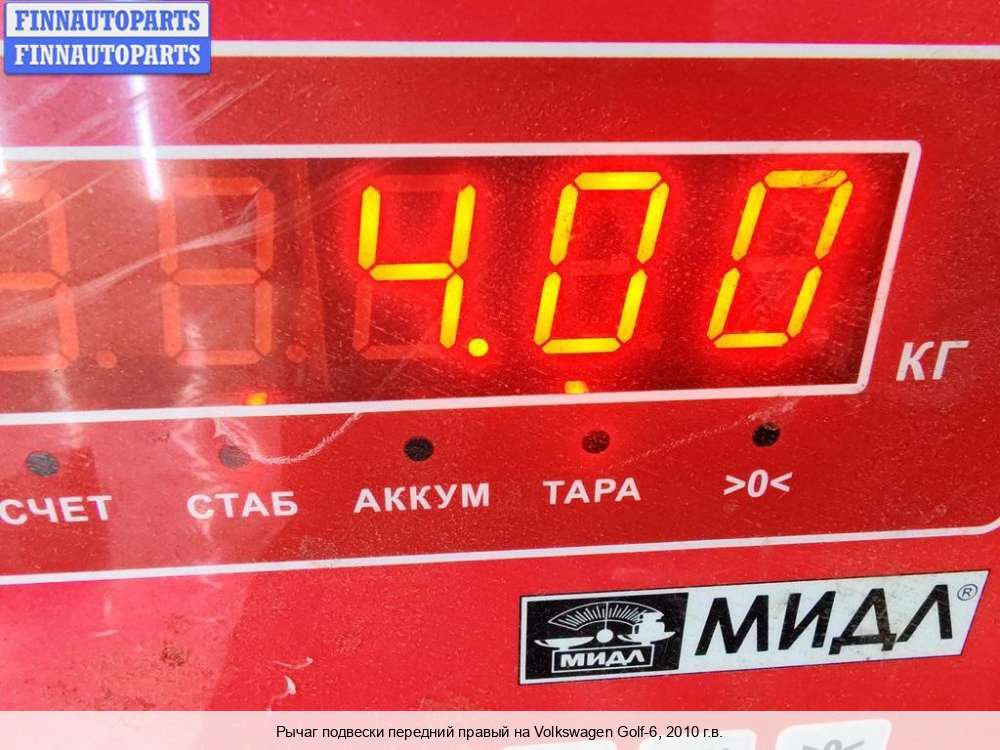 FINNAUTOPARTS
FINNAUTOPARTS
4.00
КГ
СЧЕТ СТАБ АККУМ ТАРА >0<
МИДЛ МИДЛ®
>0<
Рычаг подвески передний правый на Volkswagen Golf-6, 2010 г.в.